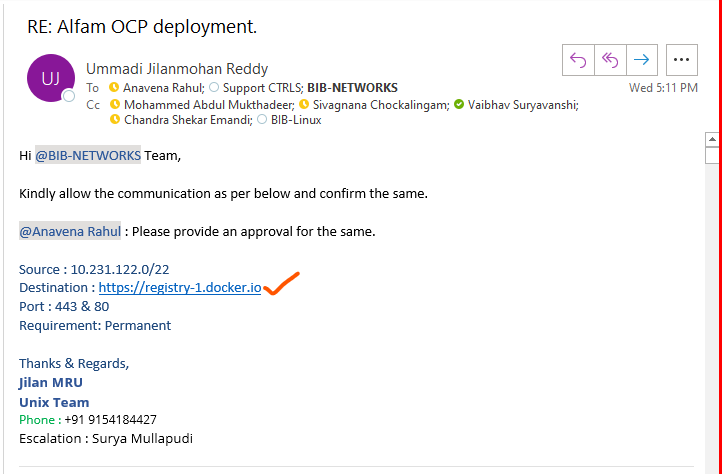 RE: Alfam OCP deployment.
UJ
Ummadi Jilanmohan Reddy
To Anavena Rahul; Support CTRLS; BIB-NETWORKS
Wed 5:11 PM
Cc Mohammed Abdul Mukthadeer; Sivagnana Chockalingam; Vaibhav Suryavanshi;
Chandra Shekar Emandi; BIB-Linux
Hi @BIB-NETWORKS Team,
Kindly allow the communication as per below and confirm the same.
@Anavena Rahul : Please provide an approval for the same.
Source : 10.231.122.0/22
Destination : https://registry-1.docker.io
Port : 443 & 80
Requirement: Permanent
Thanks & Regards,
Jilan MRU
Unix Team
Phone : +91 9154184427
Escalation : Surya Mullapudi